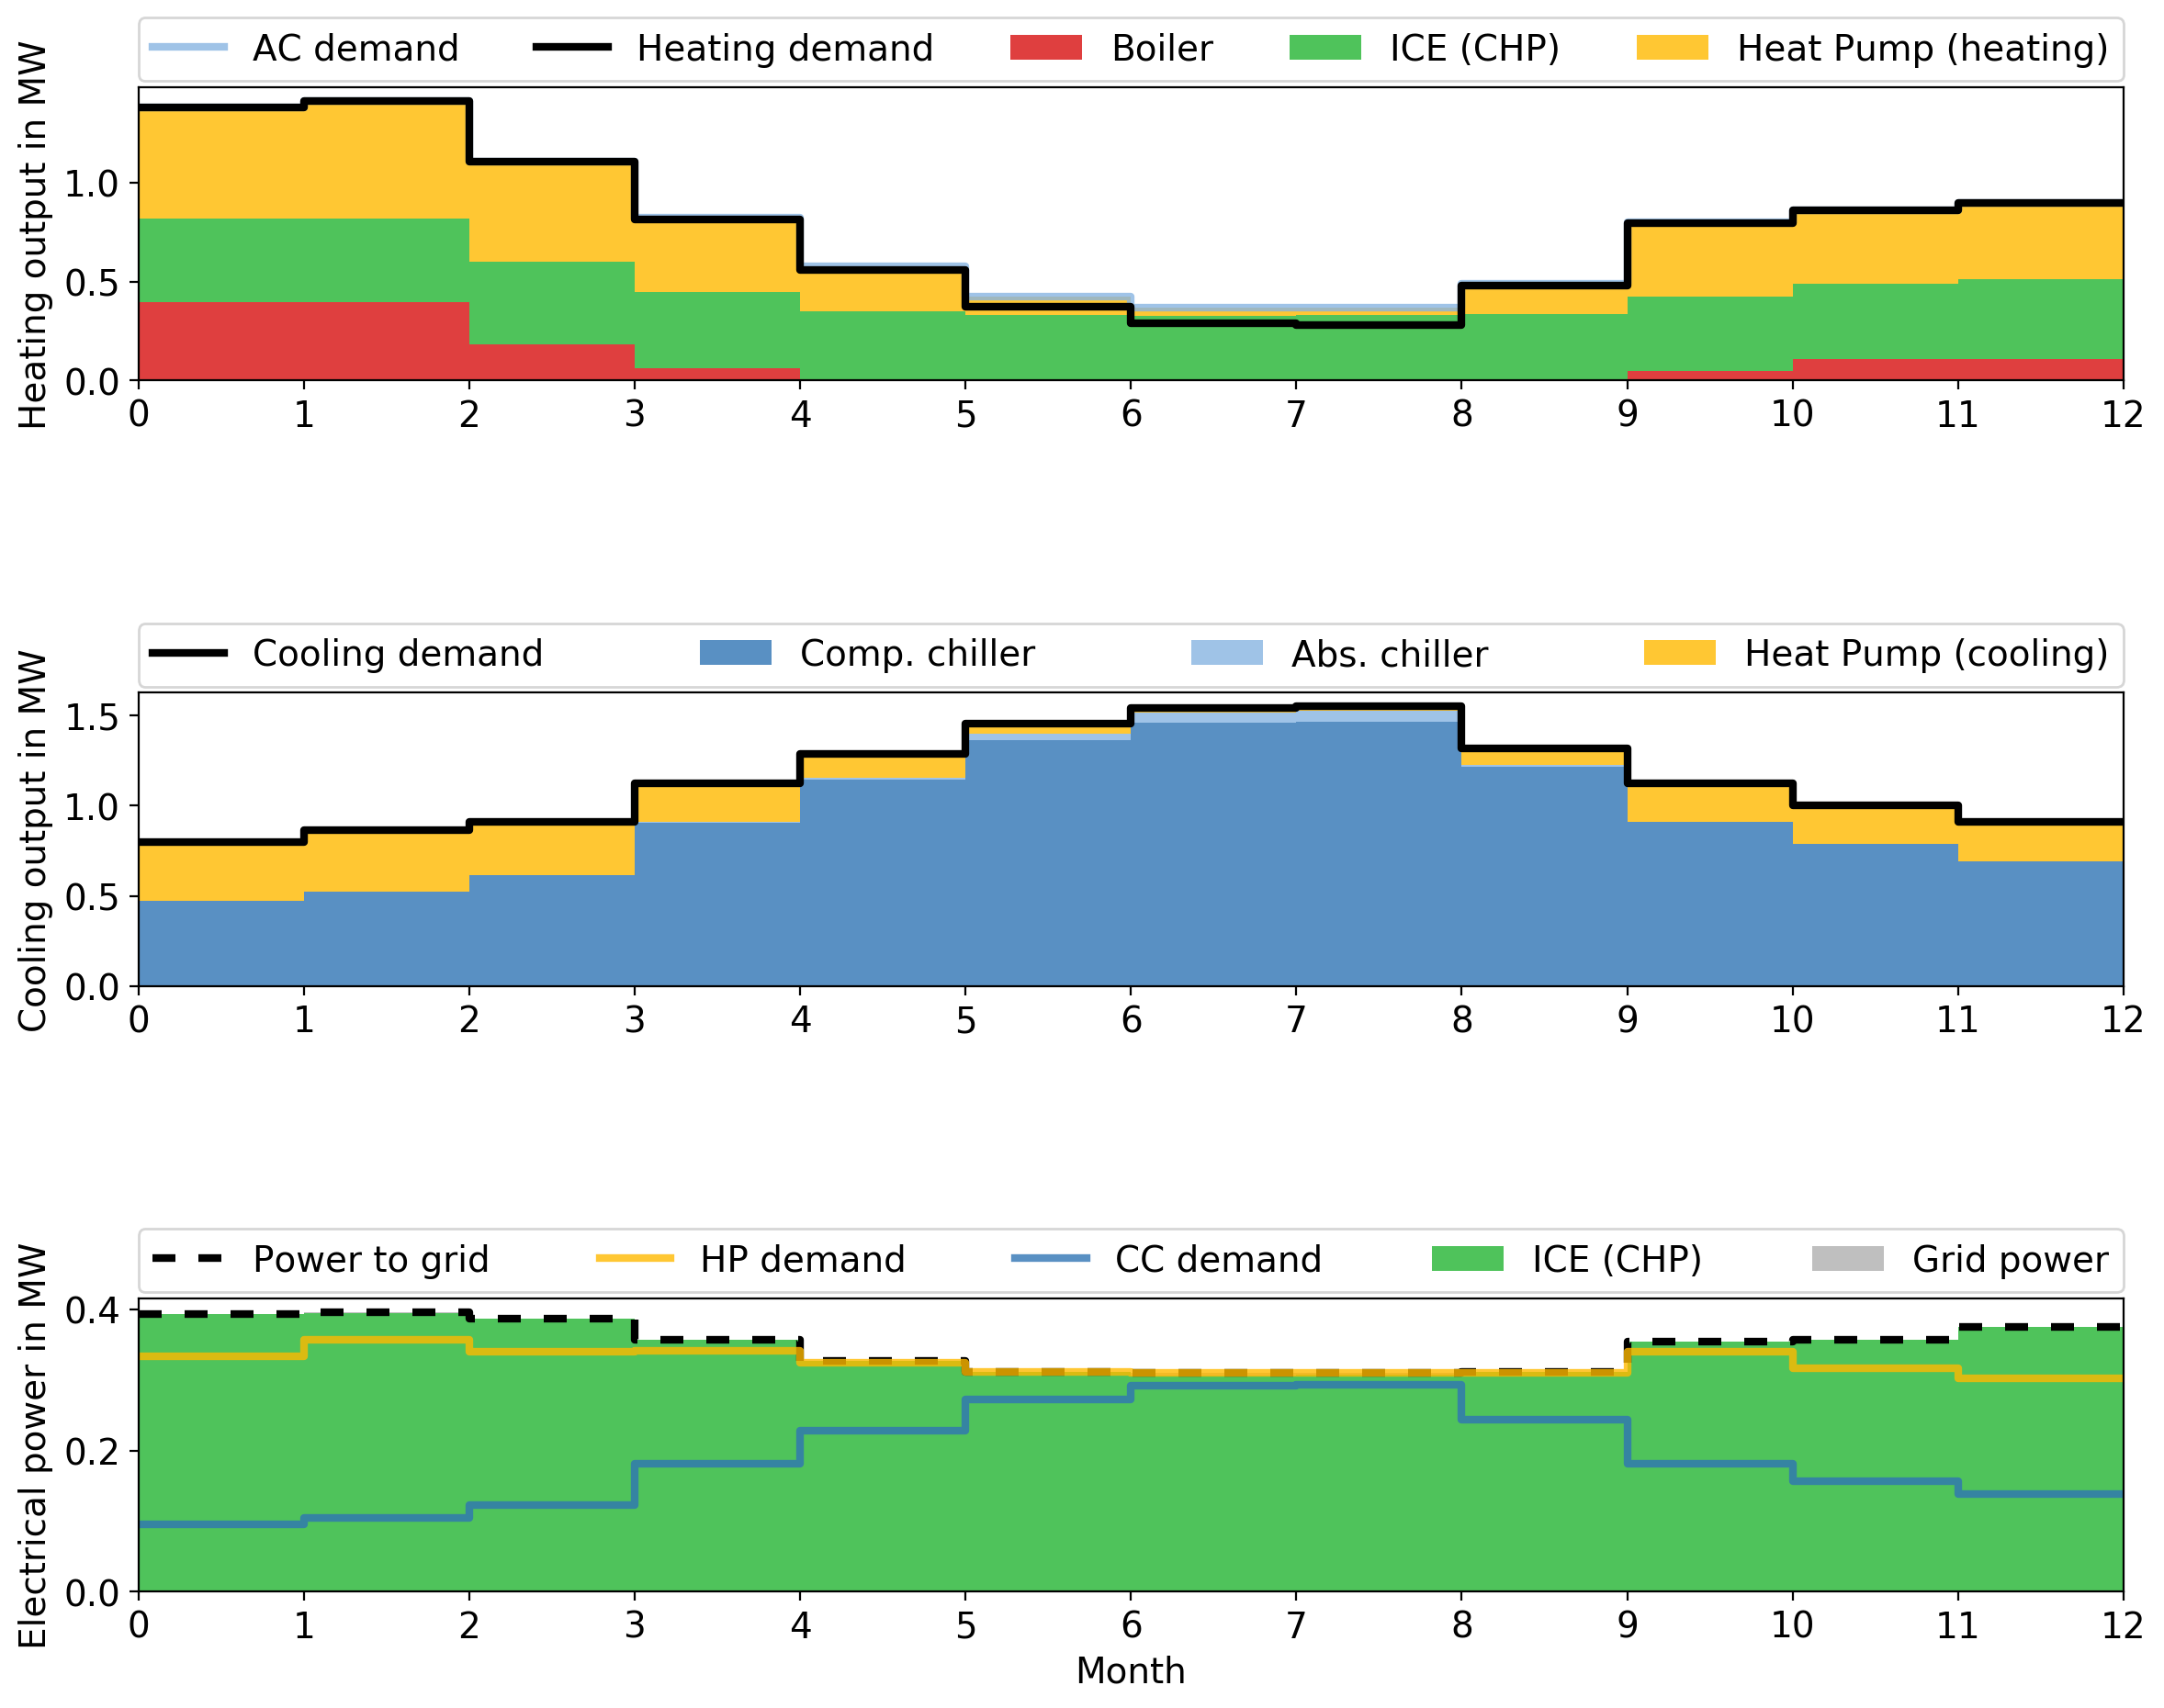 AC demand Heating demand Boiler ICE (CHP) Heat Pump (heating)
Heating output in MW
1.0
0.5
0.0
0 1 2 3 4 5 6 7 8 9 10 11 12
Cooling demand Comp. chiller Abs. chiller Heat Pump (cooling)
Cooling output in MW
1.5
1.0
0.5
0.0
0 1 2 3 4 5 6 7 8 9 10 11 12
Power to grid HP demand CC demand ICE (CHP) Grid power
Electrical power in MW
0.4
0.2
0.0
0 1 2 3 4 5 6 7 8 9 10 11 12
Month